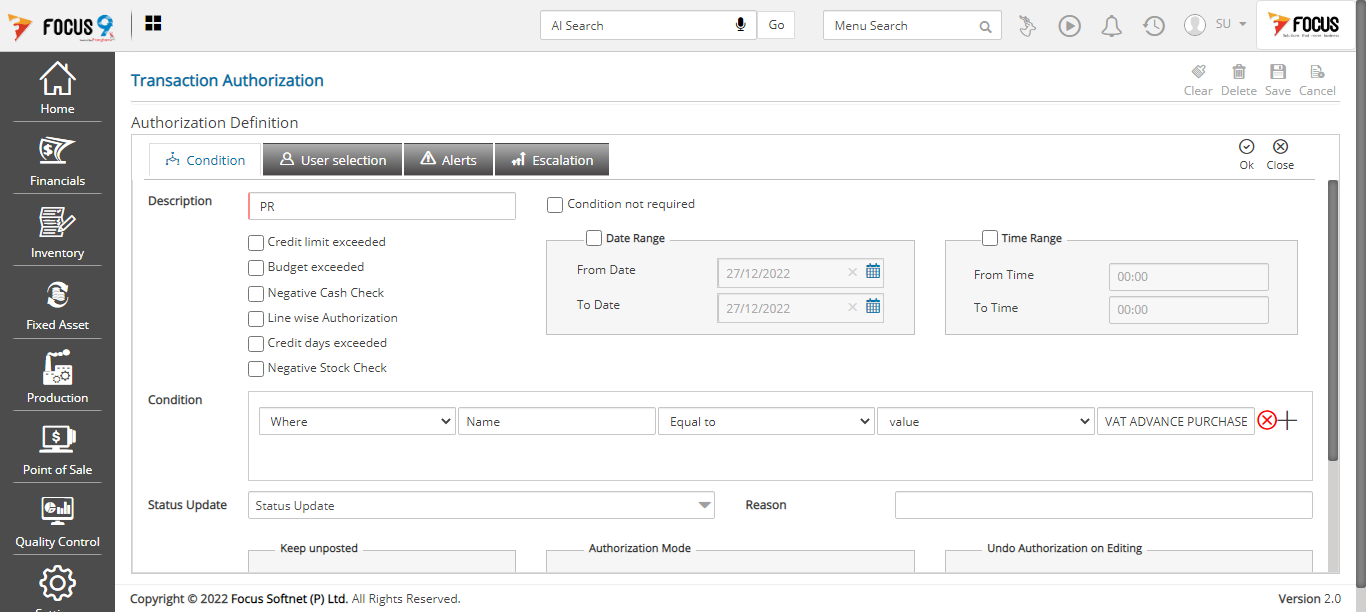 FOCUS 9
AI Search
Go
Menu Search
SU
FOCUS
Transaction Authorization
Clear
Delete
Save
Cancel
Home
Financials
Inventory
Fixed Asset
Production
Point of Sale
Quality Control
Authorization Definition
Condition
User selection
Alerts
Escalation
Ok
Close
Description
PR
Condition not required
Credit limit exceeded
Budget exceeded
Negative Cash Check
Line wise Authorization
Credit days exceeded
Negative Stock Check
Date Range
From Date
27/12/2022
To Date
27/12/2022
Time Range
From Time
00:00
To Time
00:00
Condition
Where
Name
Equal to
value
VAT ADVANCE PURCHASE
Status Update
Status Update
Reason
Keep unposted
Authorization Mode
Undo Authorization on Editing
Copyright © 2022 Focus Softnet (P) Ltd. All Rights Reserved.
Version 2.0